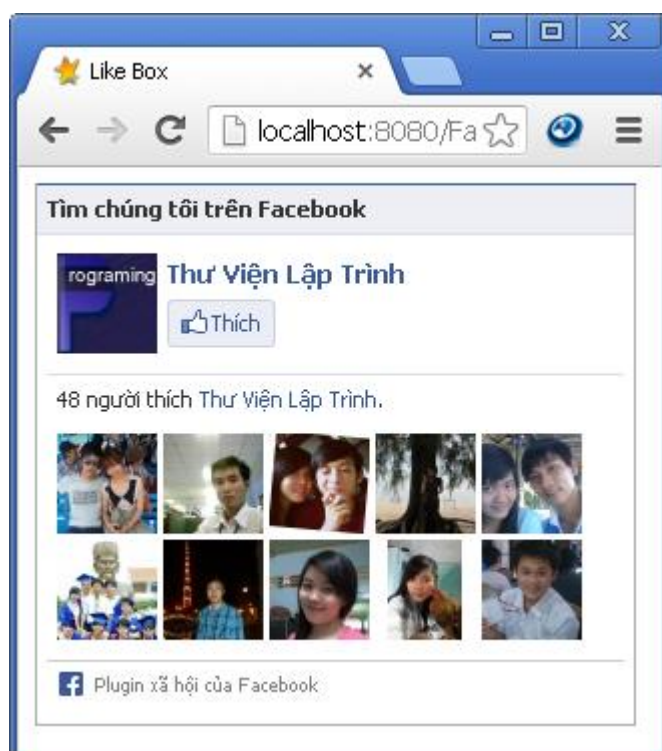 Like Box
localhost:8080/Fa
Tìm chúng tôi trên Facebook
rograming
Thư Viện Lập Trình
Thích
48 người thích Thư Viện Lập Trình.
Plugin xã hội của Facebook